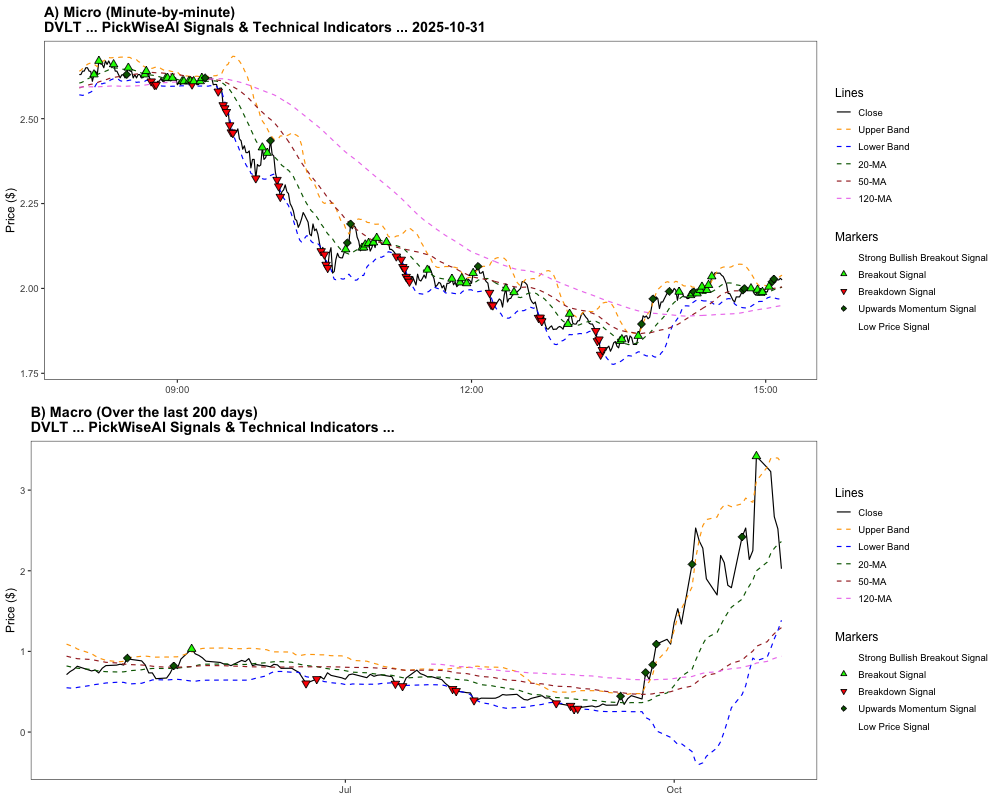 A) Micro (Minute-by-minute)
DVLT ... PickWiseAI Signals & Technical Indicators ... 2025-10-31
Price ($)
2.50
2.25
2.00
1.75
09:00
12:00
15:00
Lines
Close
Upper Band
Lower Band
20-MA
50-MA
120-MA
Markers
Strong Bullish Breakout Signal
Breakout Signal
Breakdown Signal
Upwards Momentum Signal
Low Price Signal
B) Macro (Over the last 200 days)
DVLT ... PickWiseAI Signals & Technical Indicators ...
Price ($)
3
2
1
0
Jul
Oct
Lines
Close
Upper Band
Lower Band
20-MA
50-MA
120-MA
Markers
Strong Bullish Breakout Signal
Breakout Signal
Breakdown Signal
Upwards Momentum Signal
Low Price Signal